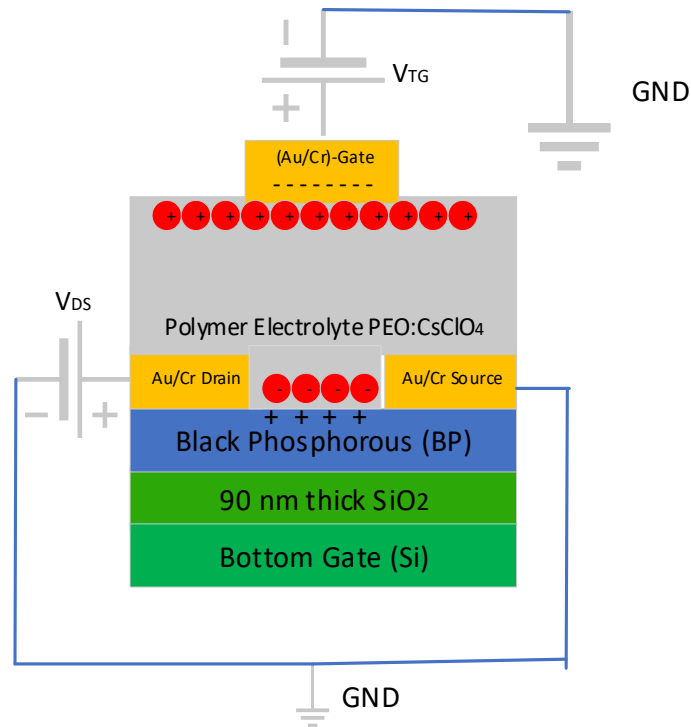 −
VTG
+
GND
(Au/Cr)-Gate
- - - - - - - -
+ + + + + + + + + + +
VDS
Polymer Electrolyte PEO:CsClO4
− +
Au/Cr Drain
Au/Cr Source
- - - -
+ + + +
Black Phosphorous (BP)
90 nm thick SiO2
Bottom Gate (Si)
GND